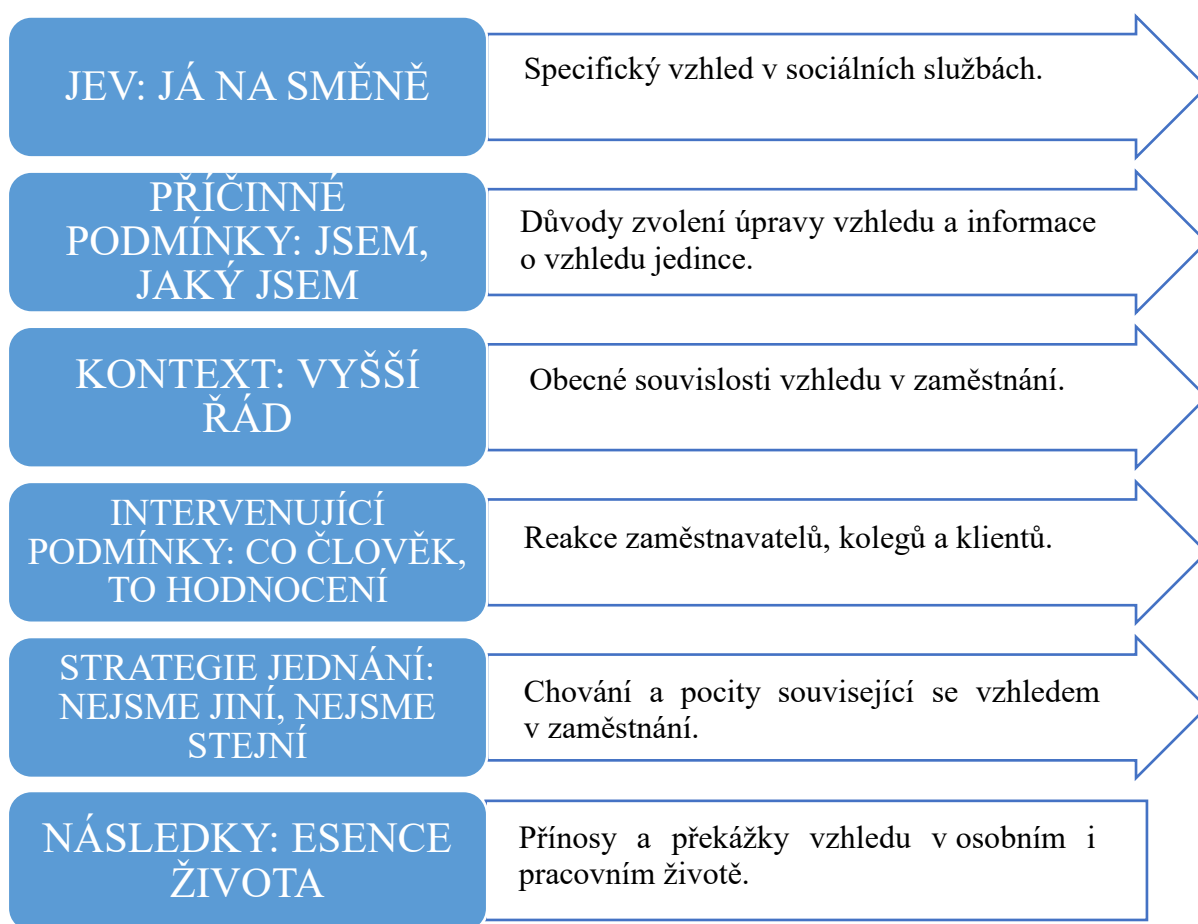 JEV: JÁ NA SMĚNĚ
Specifický vzhled v sociálních službách.
PŘÍČINNÉ
PODMÍNKY: JSEM,
JAKÝ JSEM
Důvody zvolení úpravy vzhledu a informace
o vzhledu jedince.
KONTEXT: VYŠŠÍ
ŘÁD
Obecné souvislosti vzhledu v zaměstnání.
INTERVENUJÍCÍ
PODMÍNKY: CO ČLOVĚK,
TO HODNOCENÍ
Reakce zaměstnavatelů, kolegů a klientů.
STRATEGIE JEDNÁNÍ:
NEJSME JINÍ, NEJSME
STEJNÍ
Chování a pocity související se vzhledem
v zaměstnání.
NÁSLEDKY: ESENCE
ŽIVOTA
Přínosy a překážky vzhledu v osobním i
pracovním životě.